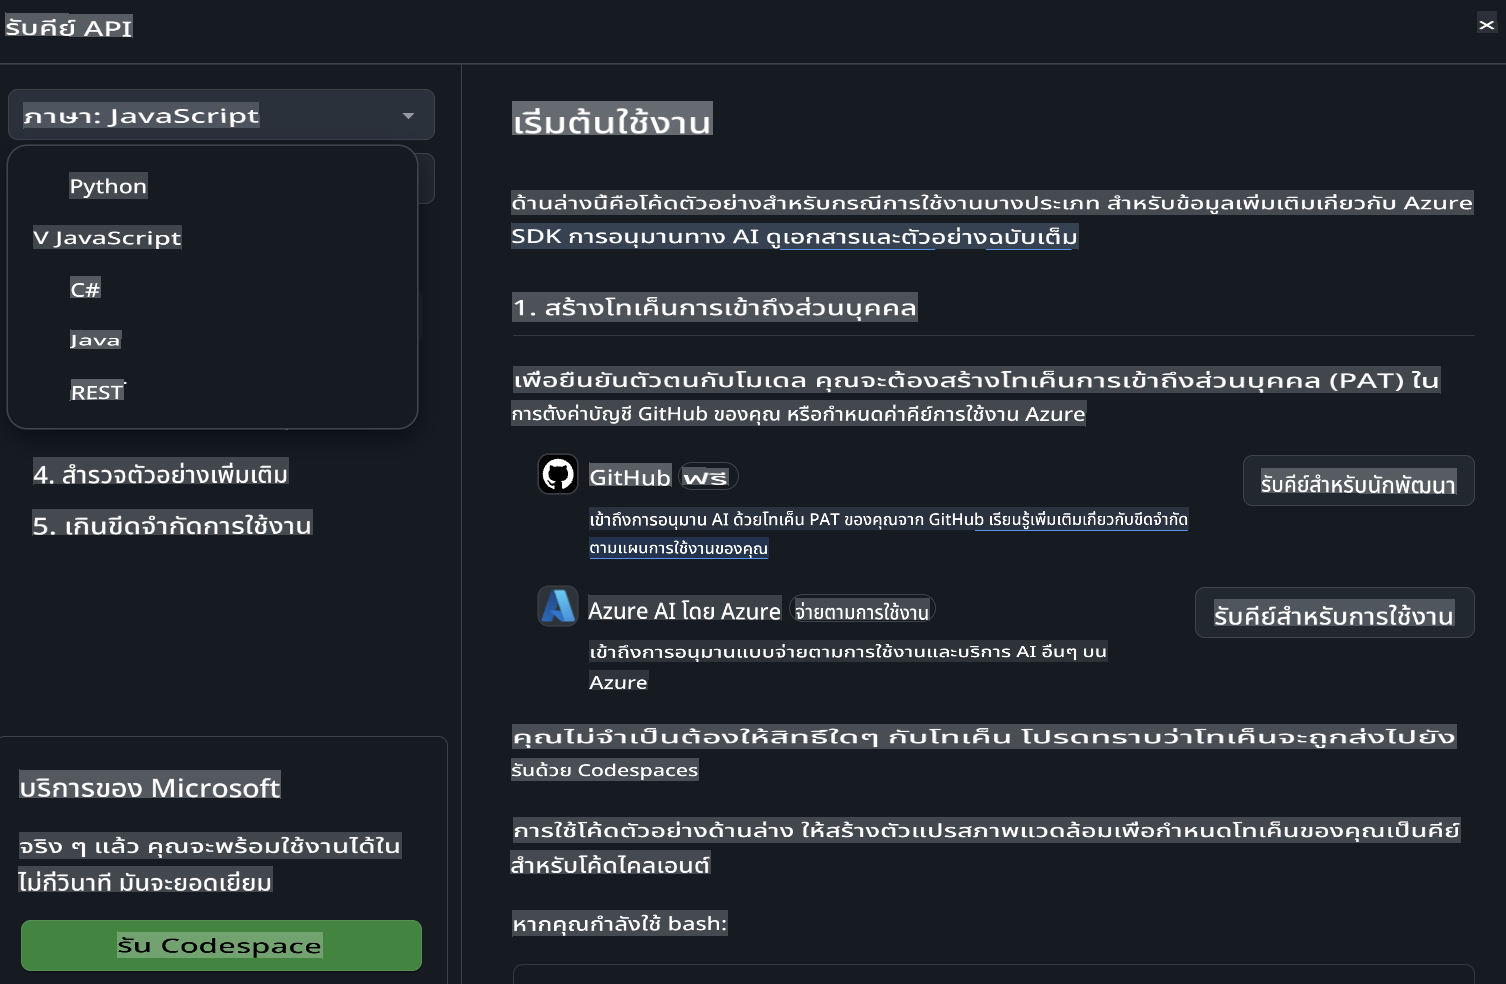 รับคีย์ API
×
ภาษา: JavaScript
Python
V JavaScript
C#
Java
REST
4. สำรวจตัวอย่างเพิ่มเติม
5. เกินขีดจำกัดการใช้งาน
บริการของ Microsoft
จริง ๆ แล้ว คุณจะพร้อมใช้งานได้ใน
ไม่กี่วินาที มันจะยอดเยี่ยม
รัน Codespace
เริ่มต้นใช้งาน
ด้านล่างนี้คือโค้ดตัวอย่างสำหรับกรณีการใช้งานบางประเภท สำหรับข้อมูลเพิ่มเติมเกี่ยวกับ Azure
SDK การอนุมานทาง AI ดูเอกสารและตัวอย่างฉบับเต็ม
1. สร้างโทเค็นการเข้าถึงส่วนบุคคล
เพื่อยืนยันตัวตนกับโมเดล คุณจะต้องสร้างโทเค็นการเข้าถึงส่วนบุคคล (PAT) ใน
การตั้งค่าบัญชี GitHub ของคุณ หรือกำหนดค่าคีย์การใช้งาน Azure
GitHub ฟรี
รับคีย์สำหรับนักพัฒนา
เข้าถึงการอนุมาน AI ด้วยโทเค็น PAT ของคุณจาก GitHub เรียนรู้เพิ่มเติมเกี่ยวกับขีดจำกัด
ตามแผนการใช้งานของคุณ
Azure AI โดย Azure จ่ายตามการใช้งาน
รับคีย์สำหรับการใช้งาน
เข้าถึงการอนุมานแบบจ่ายตามการใช้งานและบริการ AI อื่นๆ บน
Azure
คุณไม่จำเป็นต้องให้สิทธิ์ใดๆ กับโทเค็น โปรดทราบว่าโทเค็นจะถูกส่งไปยัง
รันด้วย Codespaces
การใช้โค้ดตัวอย่างด้านล่าง ให้สร้างตัวแปรสภาพแวดล้อมเพื่อกำหนดโทเค็นของคุณเป็นคีย์
สำหรับโค้ดไคลเอนต์
หากคุณกำลังใช้ bash: